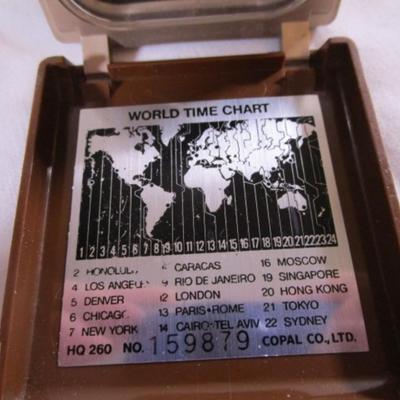 WORLD TIME CHART
1 2 3 4 5 6 7 8 9 10 11 12 13 14 15 16 17 18 19 20 21 22 23 24
2 HONOLULU 8 CARACAS 16 MOSCOW
4 LOS ANGELES 9 RIO DE JANEIRO 19 SINGAPORE
5 DENVER 12 LONDON 20 HONG KONG
6 CHICAGO 13 PARIS•ROME 21 TOKYO
7 NEW YORK 14 CAIRO•TEL AVIV 22 SYDNEY
HQ 260 NO. 159879 COPAL CO., LTD.